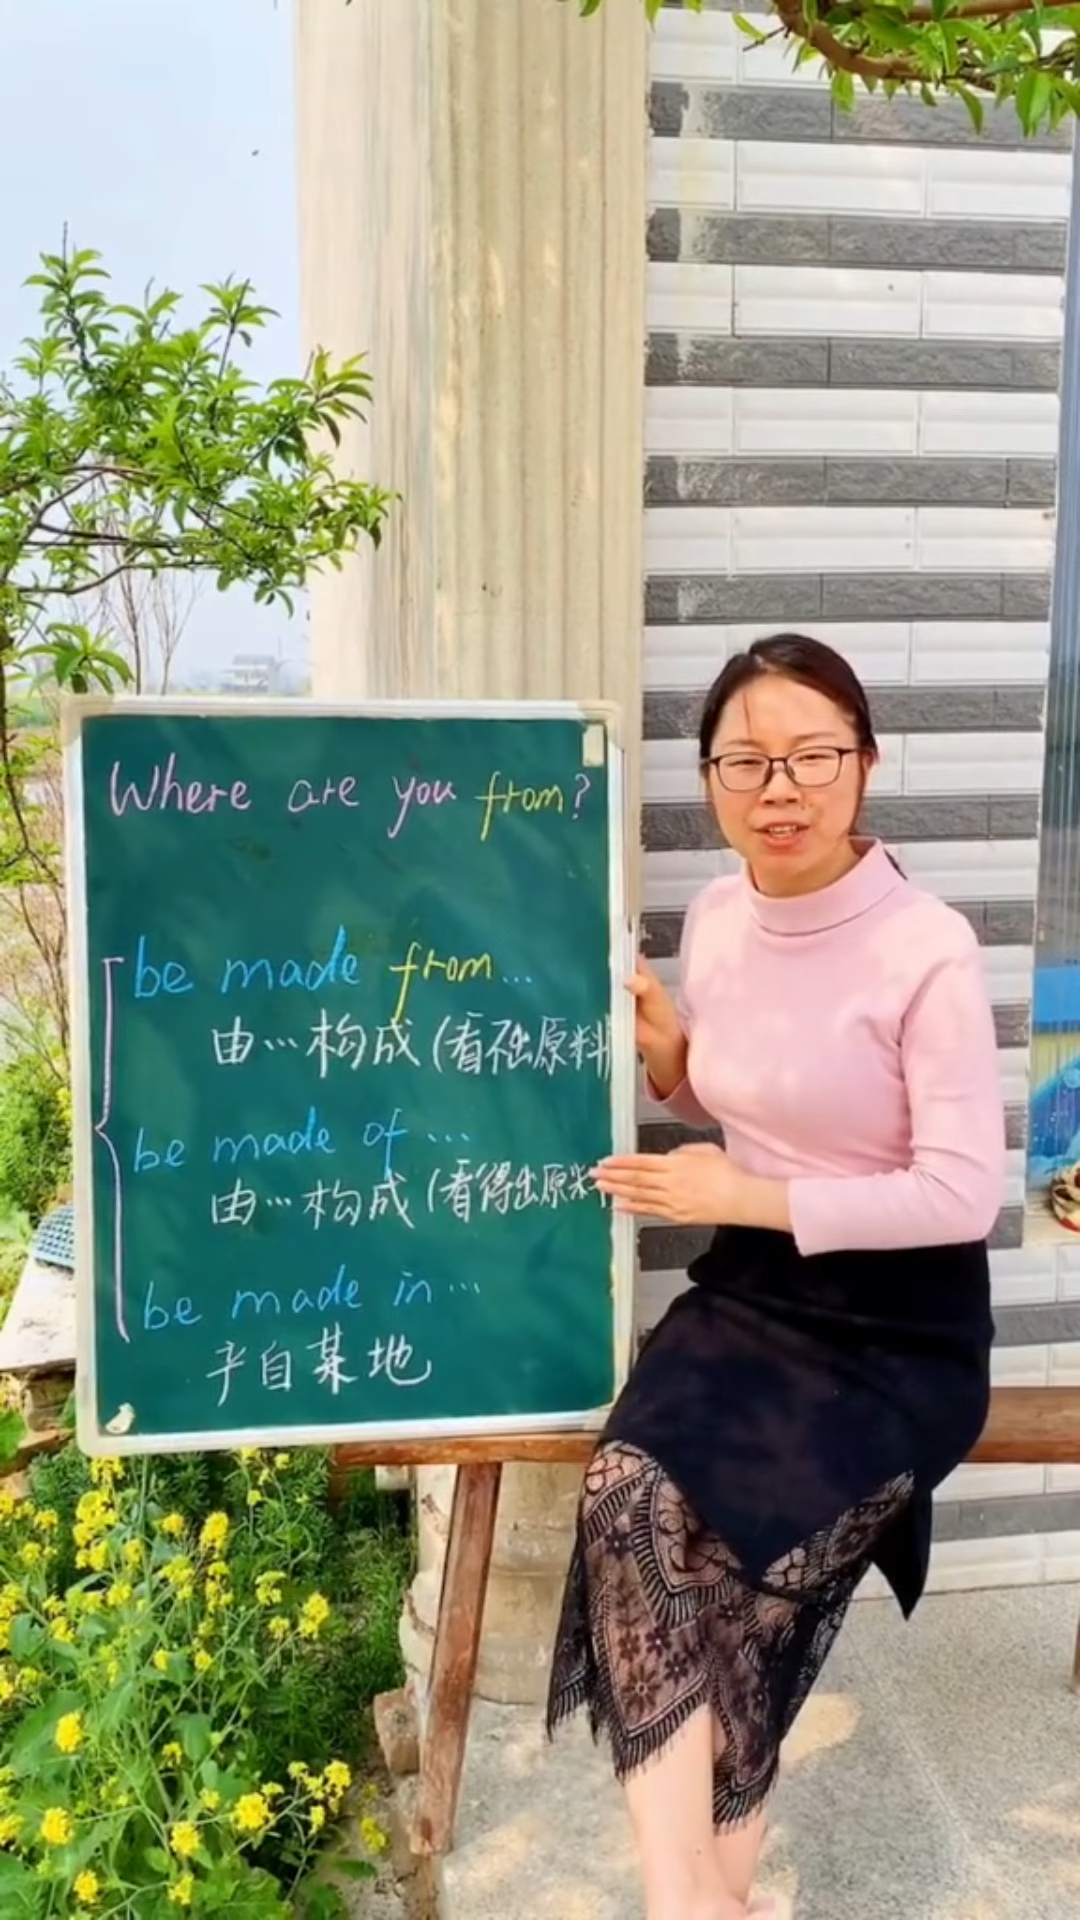 Where are you from?
be made from...
由…构成(看不出原料)
be made of ...
由…构成(看得出原料)
be made in ...
产自某地